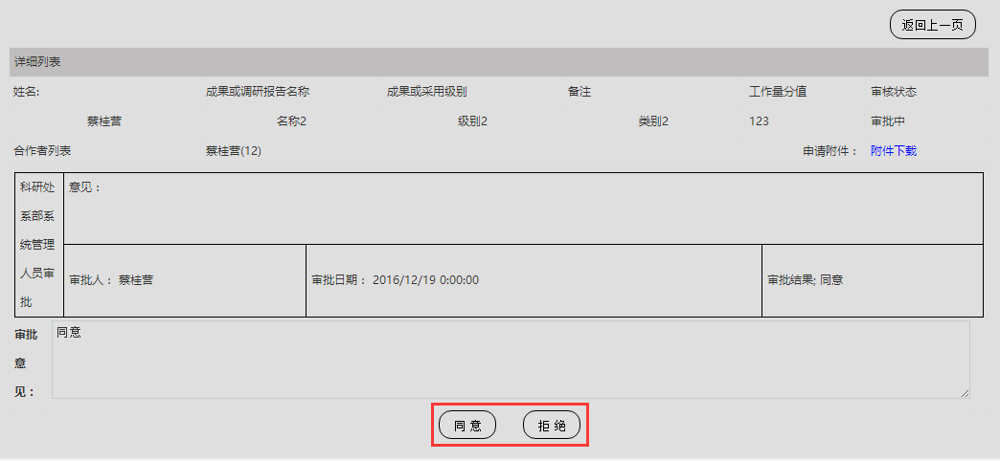 返回上一页
详细列表
姓名: 成果或调研报告名称 成果或采用级别 备注 工作量分值 审核状态
蔡桂营 名称2 级别2 类别2 123 审批中
合作者列表 蔡桂营(12) 申请附件： 附件下载
科研处
系部系
统管理
人员审
批
意见：
审批人： 蔡桂营 审批日期： 2016/12/19 0:00:00 审批结果; 同意
审批
意
见：
同意
同意 拒绝